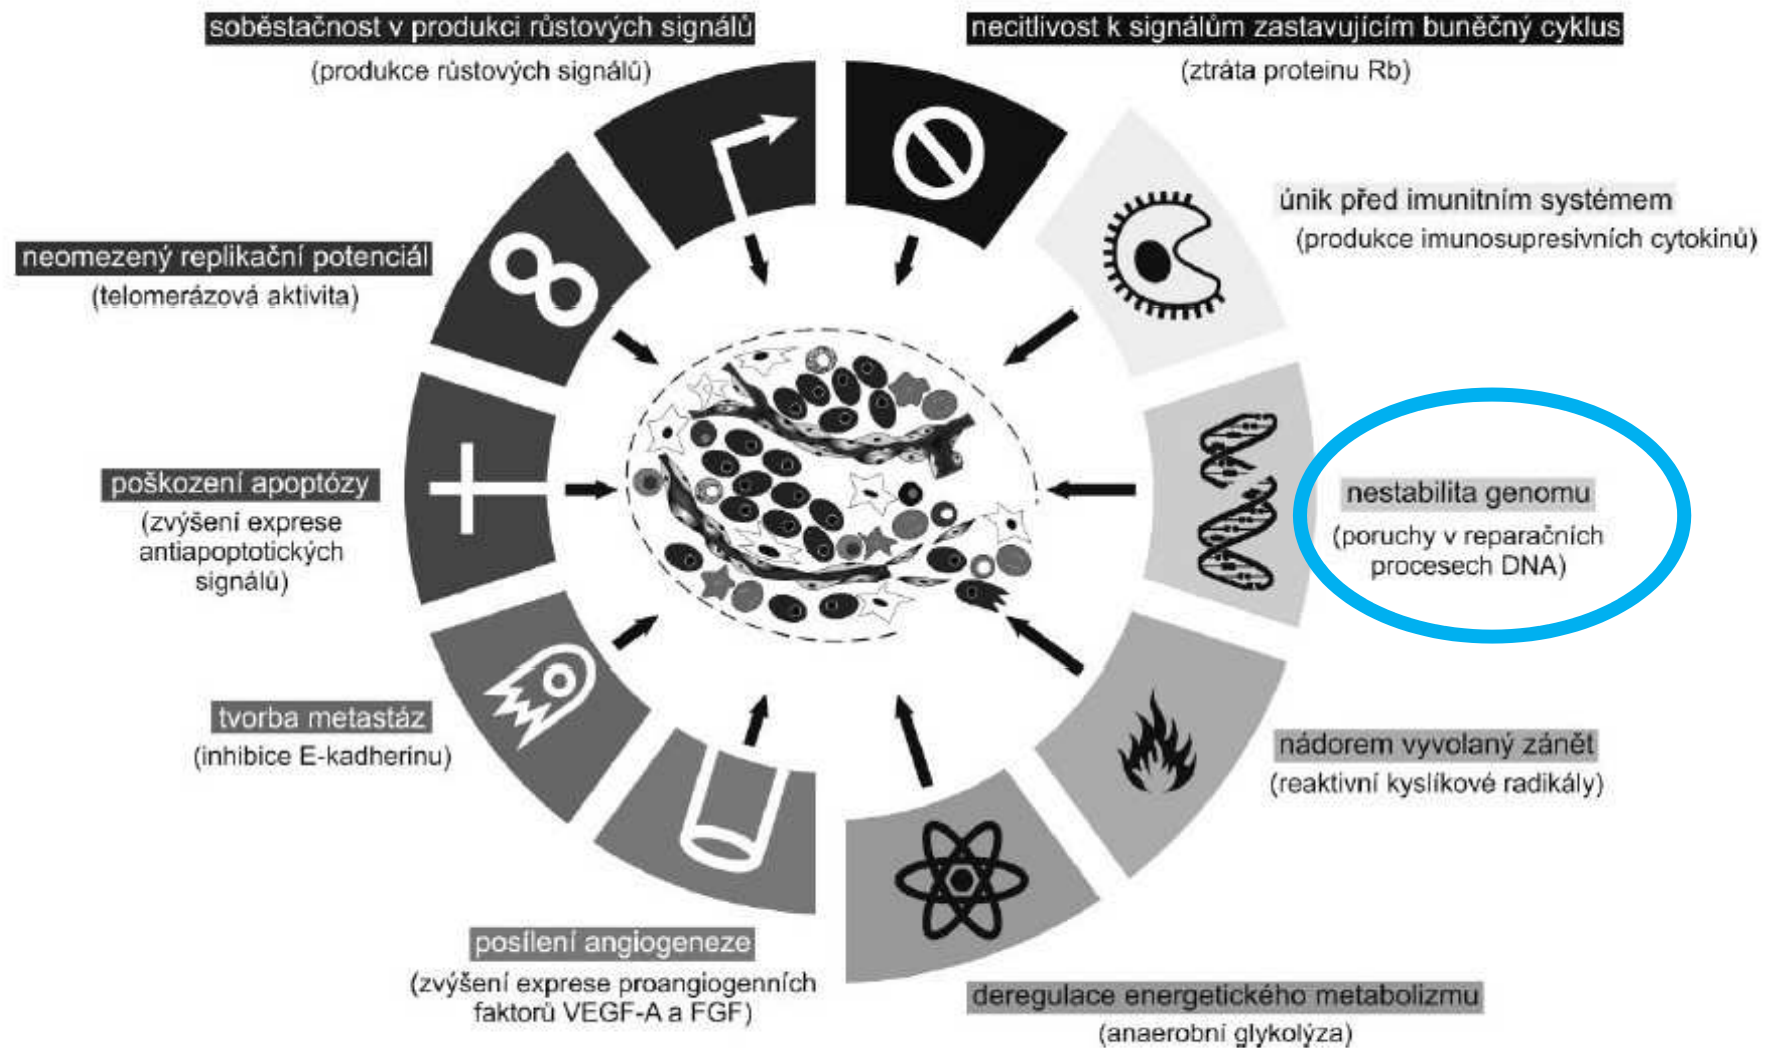 soběstačnost v produkci růstových signálů
(produkce růstových signálů)
necitlivost k signálům zastavujícím buněčný cyklus
(ztráta proteinu Rb)
únik před imunitním systémem
(produkce imunosupresivních cytokinů)
neomezený replikační potenciál
(telomerázová aktivita)
poškození apoptózy
(zvýšení exprese
antiapoptotických
signálů)
nestabilita genomu
(poruchy v reparačních
procesech DNA)
tvorba metastáz
(inhibice E-kadherinu)
nádorem vyvolaný zánět
(reaktivní kyslíkové radikály)
posílení angiogeneze
(zvýšení exprese proangiogenních
faktorů VEGF-A a FGF)
deregulace energetického metabolizmu
(anaerobní glykolýza)